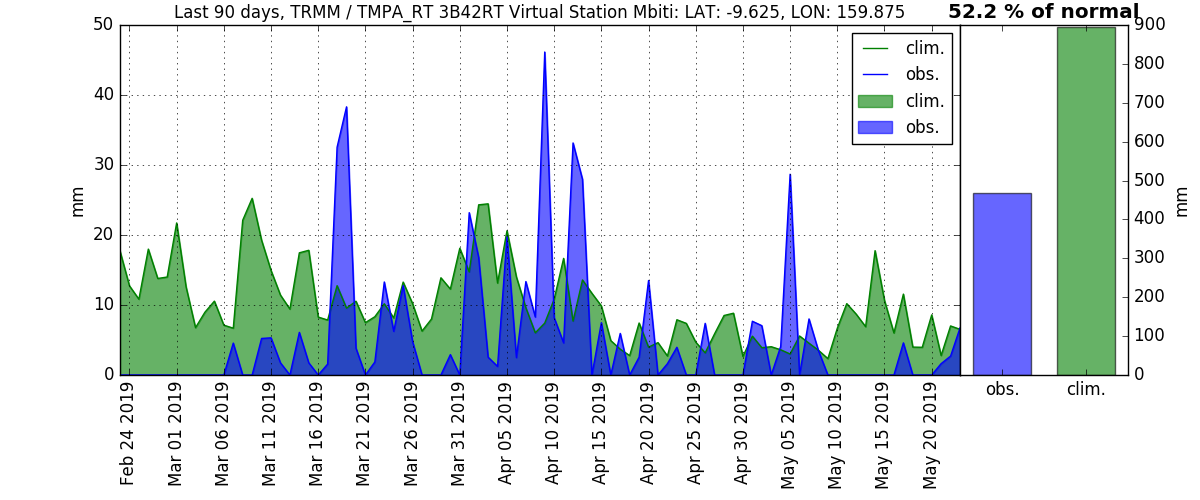 Last 90 days, TRMM / TMPA_RT 3B42RT Virtual Station Mbiti: LAT: -9.625, LON: 159.875
52.2 % of normal
50
40
30
20
10
0
mm
clim.
obs.
clim.
obs.
900
800
700
600
500
400
300
200
100
0
mm
Feb 24 2019
Mar 01 2019
Mar 06 2019
Mar 11 2019
Mar 16 2019
Mar 21 2019
Mar 26 2019
Mar 31 2019
Apr 05 2019
Apr 10 2019
Apr 15 2019
Apr 20 2019
Apr 25 2019
Apr 30 2019
May 05 2019
May 10 2019
May 15 2019
May 20 2019
obs.
clim.